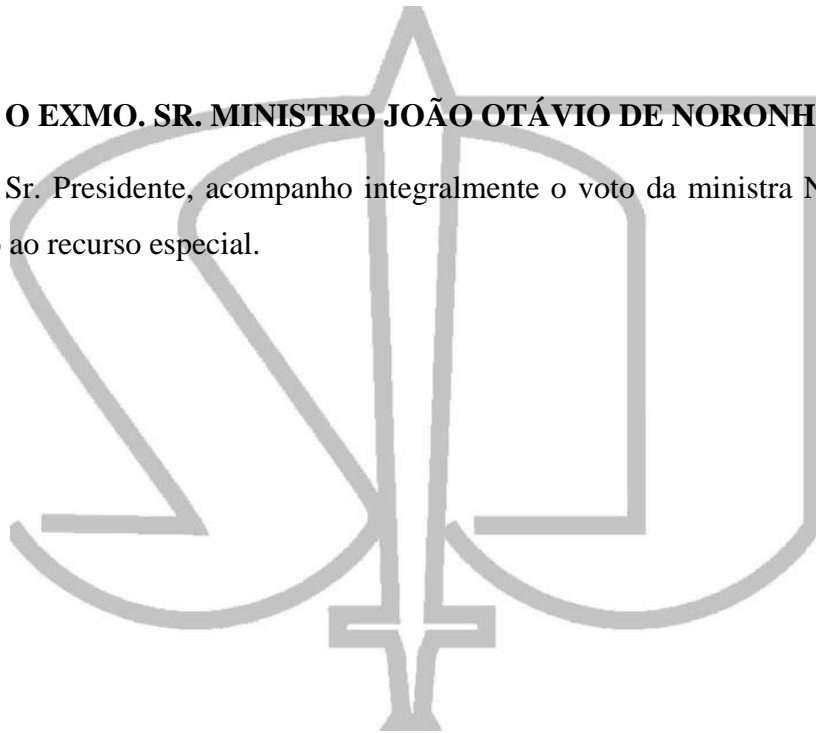 O EXMO. SR. MINISTRO JOÃO OTÁVIO DE NORONH
Sr. Presidente, acompanho integralmente o voto da ministra N
ao recurso especial.